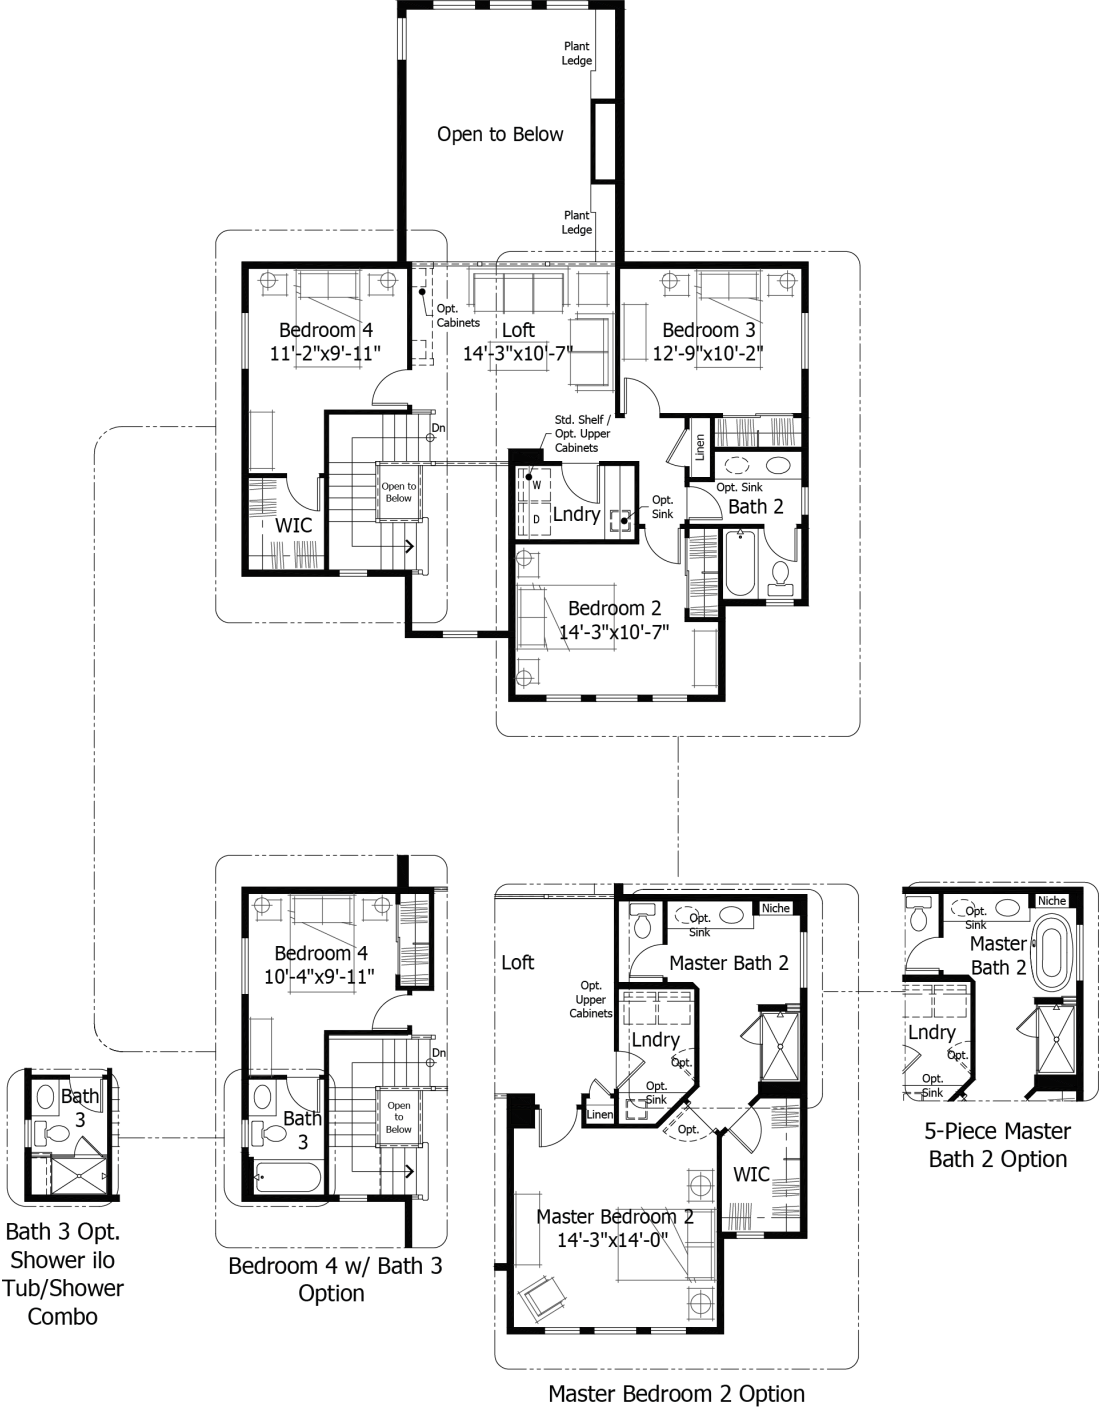 Plant
Ledge
Open to Below
Plant
Ledge
Bedroom 4
11'-2"x9'-11"
Opt.
Cabinets
Loft
14'-3"x10'-7"
Bedroom 3
12'-9"x10'-2"
Dn
Std. Shelf /
Opt. Upper
Cabinets
Linen
Open to
Below
W
D
Lndry
Opt.
Sink
Opt. Sink
Bath 2
WIC
Bedroom 2
14'-3"x10'-7"
Bedroom 4
10'-4"x9'-11"
Dn
Open
to
Below
Bath
3
Bedroom 4 w/ Bath 3
Option
Bath
3
Bath 3 Opt.
Shower ilo
Tub/Shower
Combo
Loft
Opt.
Upper
Cabinets
Opt.
Sink
Niche
Master Bath 2
Lndry
Opt.
Opt.
Sink
Linen
Opt.
WIC
Master Bedroom 2
14'-3"x14'-0"
Master Bedroom 2 Option
Opt.
Sink
Niche
Master
Bath 2
Lndry
Opt.
Opt.
Sink
5-Piece Master
Bath 2 Option